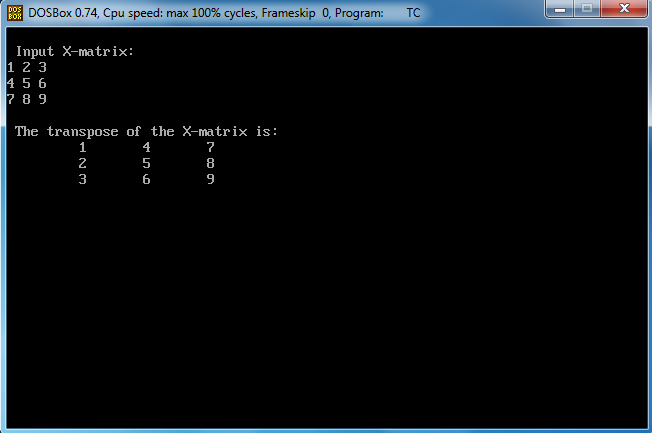 DOS
BOX
DOSBox 0.74, Cpu speed: max 100% cycles, Frameskip 0, Program: TC
Input X-matrix:
1 2 3
4 5 6
7 8 9
The transpose of the X-matrix is:
1 4 7
2 5 8
3 6 9